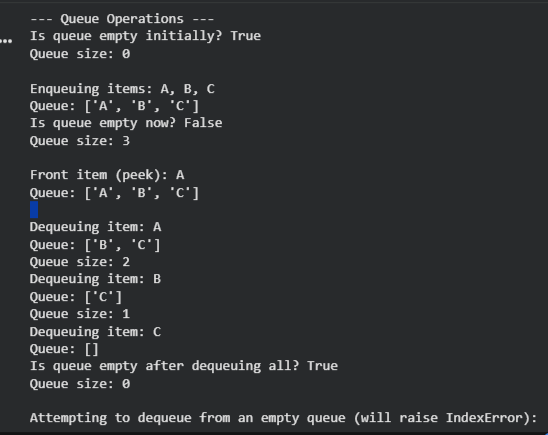 --- Queue Operations ---
Is queue empty initially? True
Queue size: 0
Enqueuing items: A, B, C
Queue: ['A', 'B', 'C']
Is queue empty now? False
Queue size: 3
Front item (peek): A
Queue: ['A', 'B', 'C']
Dequeuing item: A
Queue: ['B', 'C']
Queue size: 2
Dequeuing item: B
Queue: ['C']
Queue size: 1
Dequeuing item: C
Queue: []
Is queue empty after dequeuing all? True
Queue size: 0
Attempting to dequeue from an empty queue (will raise IndexError):